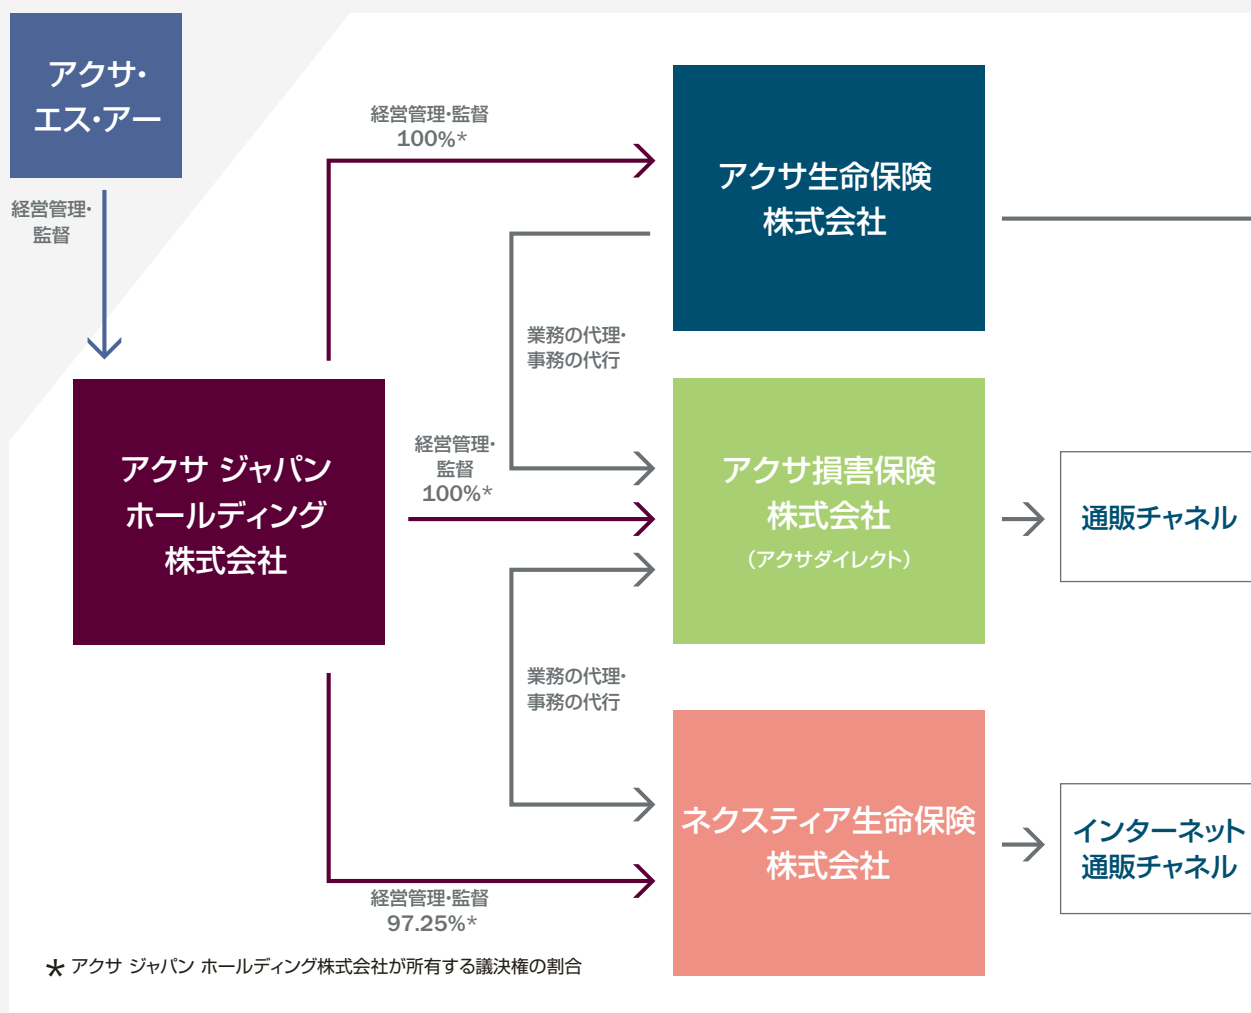 アクサ・
エス・アー
経営管理・
監督
経営管理・監督
100%*
アクサ生命保険
株式会社
業務の代理・
事務の代行
アクサ ジャパン
ホールディング
株式会社
経営管理・
監督
100%*
アクサ損害保険
株式会社
（アクサダイレクト）
通販チャネル
業務の代理・
事務の代行
ネクスティア生命保険
株式会社
インターネット
通販チャネル
経営管理・監督
97.25%*
* アクサ ジャパン ホールディング株式会社が所有する議決権の割合